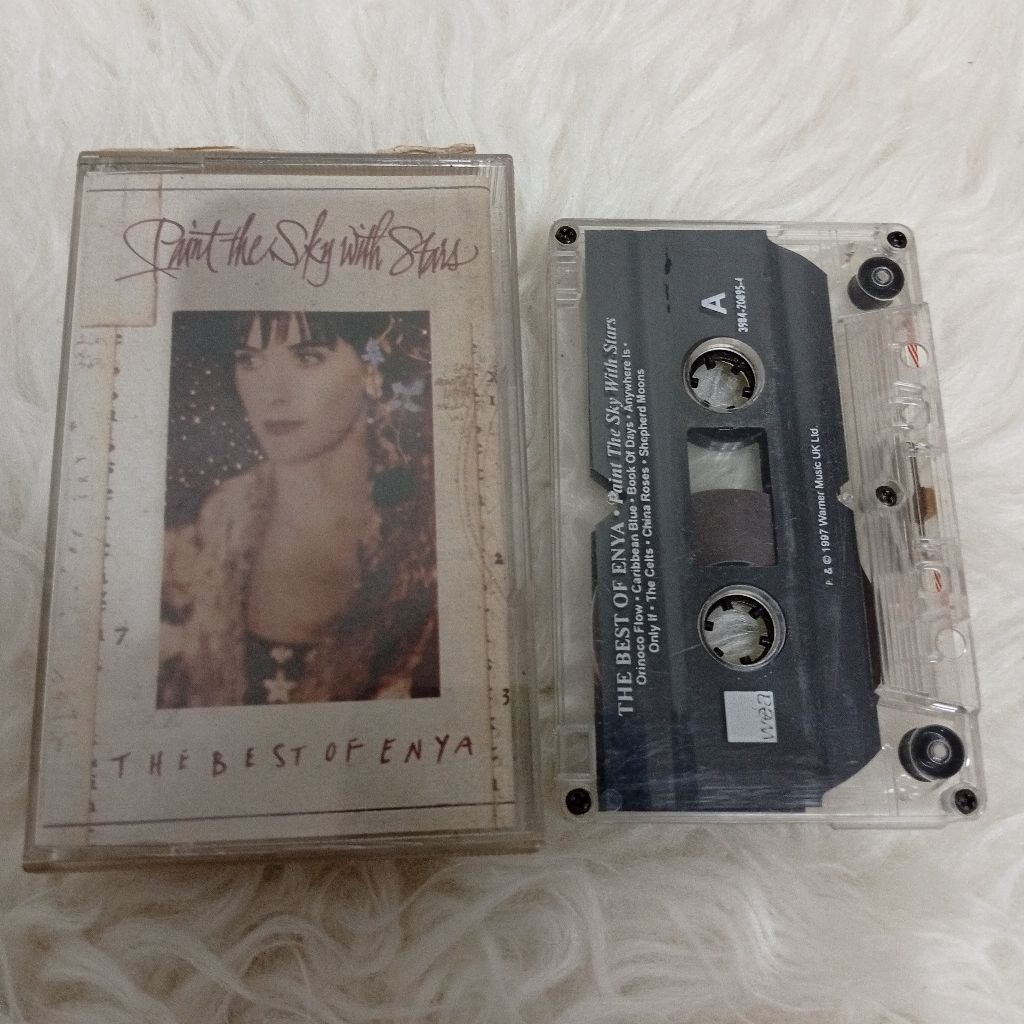 Paint the Sky with Stars
7
3
THE BEST OF ENYA
THE BEST OF ENYA • Paint The Sky With Stars
Orinoco Flow • Caribbean Blue • Book Of Days • Anywhere Is •
Only If • The Celts • China Roses • Shepherd Moons
A
3984-20895-4
P. & © 1997 Warner Music UK Ltd.